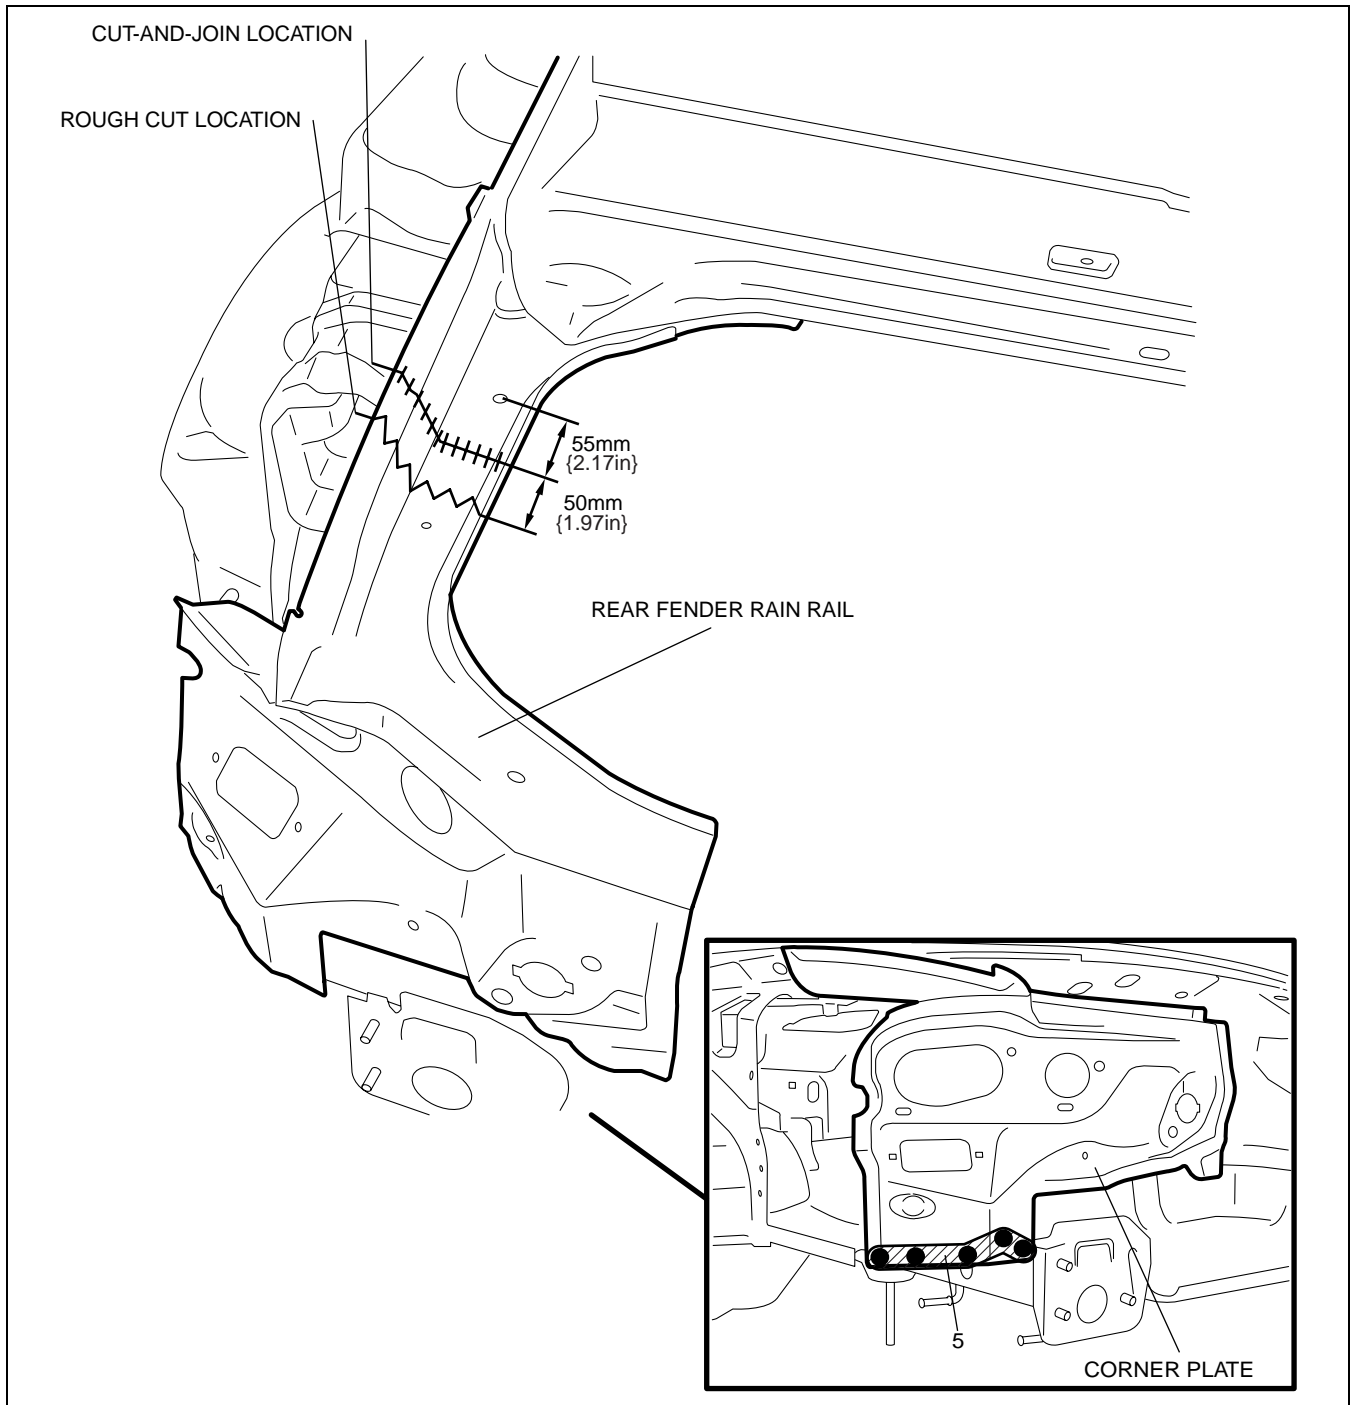 CUT-AND-JOIN LOCATION
ROUGH CUT LOCATION
55mm
{2.17in}
50mm
{1.97in}
REAR FENDER RAIN RAIL
5
CORNER PLATE